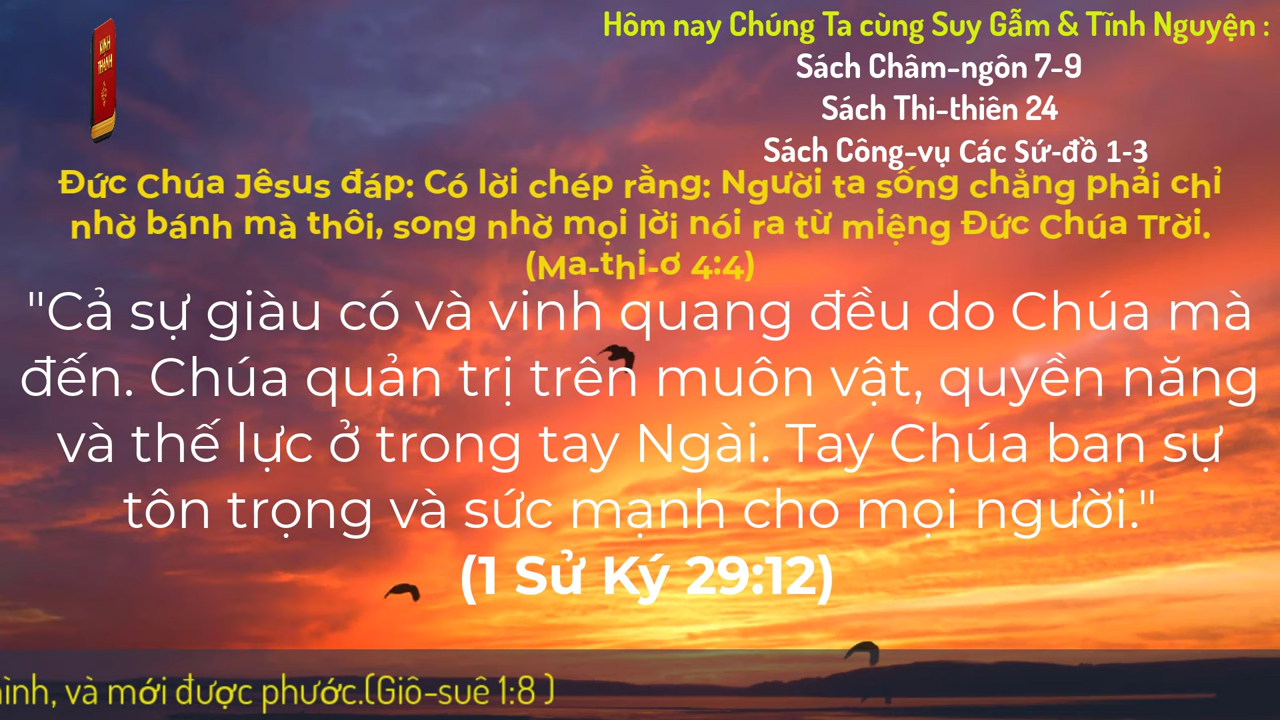 KINH
THÁNH
Hôm nay Chúng Ta cùng Suy Gẫm & Tĩnh Nguyện :
Sách Châm-ngôn 7-9
Sách Thi-thiên 24
Sách Công-vụ Các Sứ-đồ 1-3
Đức Chúa Jêsus đáp: Có lời chép rằng: Người ta sống chẳng phải chỉ
nhờ bánh mà thôi, song nhờ mọi lời nói ra từ miệng Đức Chúa Trời.
(Ma-thi-ơ 4:4)
"Cả sự giàu có và vinh quang đều do Chúa mà
đến. Chúa quản trị trên muôn vật, quyền năng
và thế lực ở trong tay Ngài. Tay Chúa ban sự
tôn trọng và sức mạnh cho mọi người."
(1 Sử Ký 29:12)
và mới được phước.(Giô-suê 1:8 )